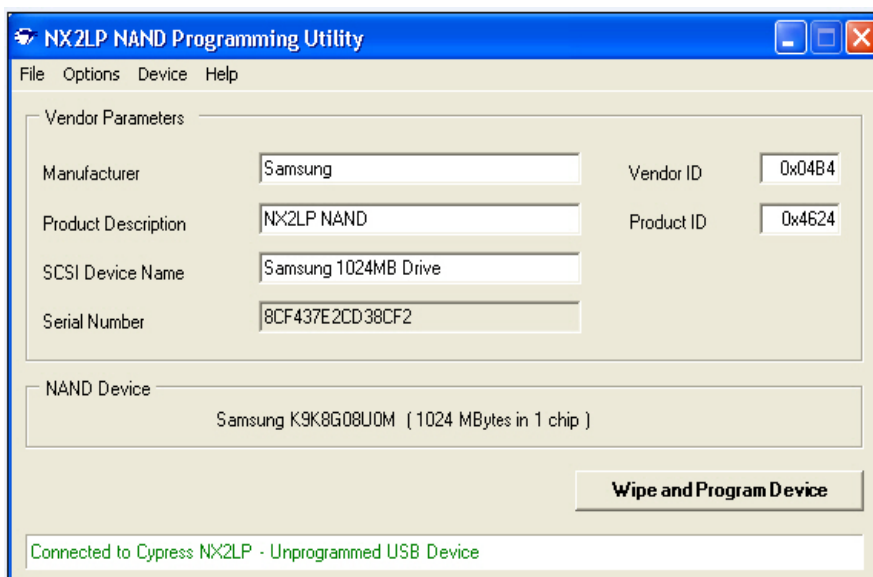 NX2LP NAND Programming Utility
File Options Device Help
Vendor Parameters
Manufacturer Samsung Vendor ID 0x04B4
Product Description NX2LP NAND Product ID 0x4624
SCSI Device Name Samsung 1024MB Drive
Serial Number 8CF437E2CD38CF2
NAND Device
Samsung K9K8G08U0M ( 1024 MBytes in 1 chip )
Wipe and Program Device
Connected to Cypress NX2LP - Unprogrammed USB Device